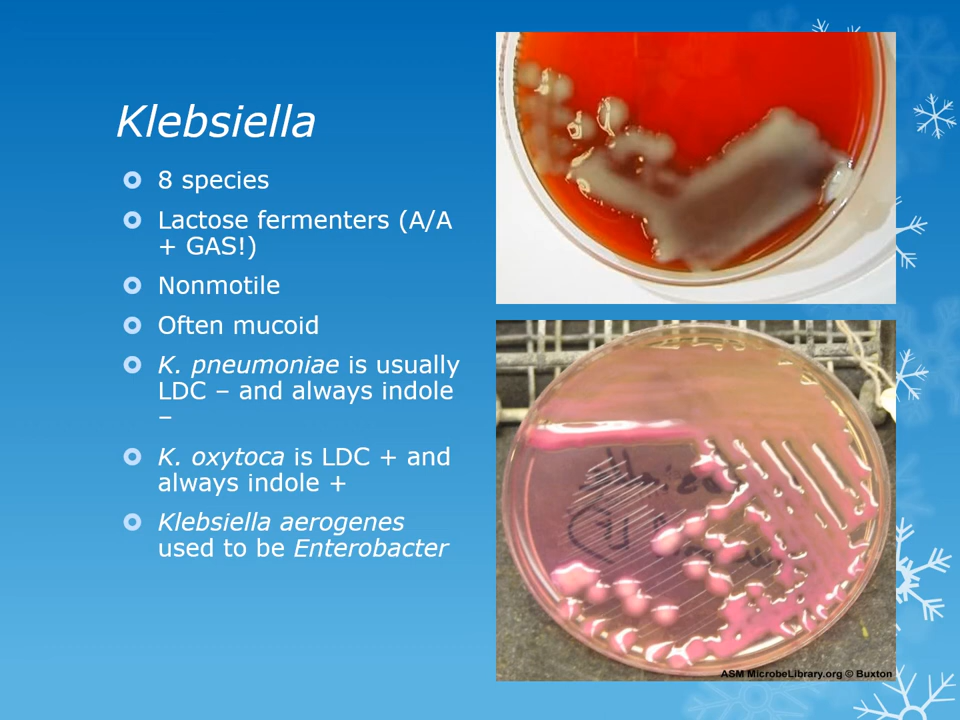 Klebsiella
8 species
Lactose fermenters (A/A
+ GAS!)
Nonmotile
Often mucoid
K. pneumoniae is usually
LDC – and always indole
–
K. oxytoca is LDC + and
always indole +
Klebsiella aerogenes
used to be Enterobacter
ASM MicrobeLibrary.org © Buxton